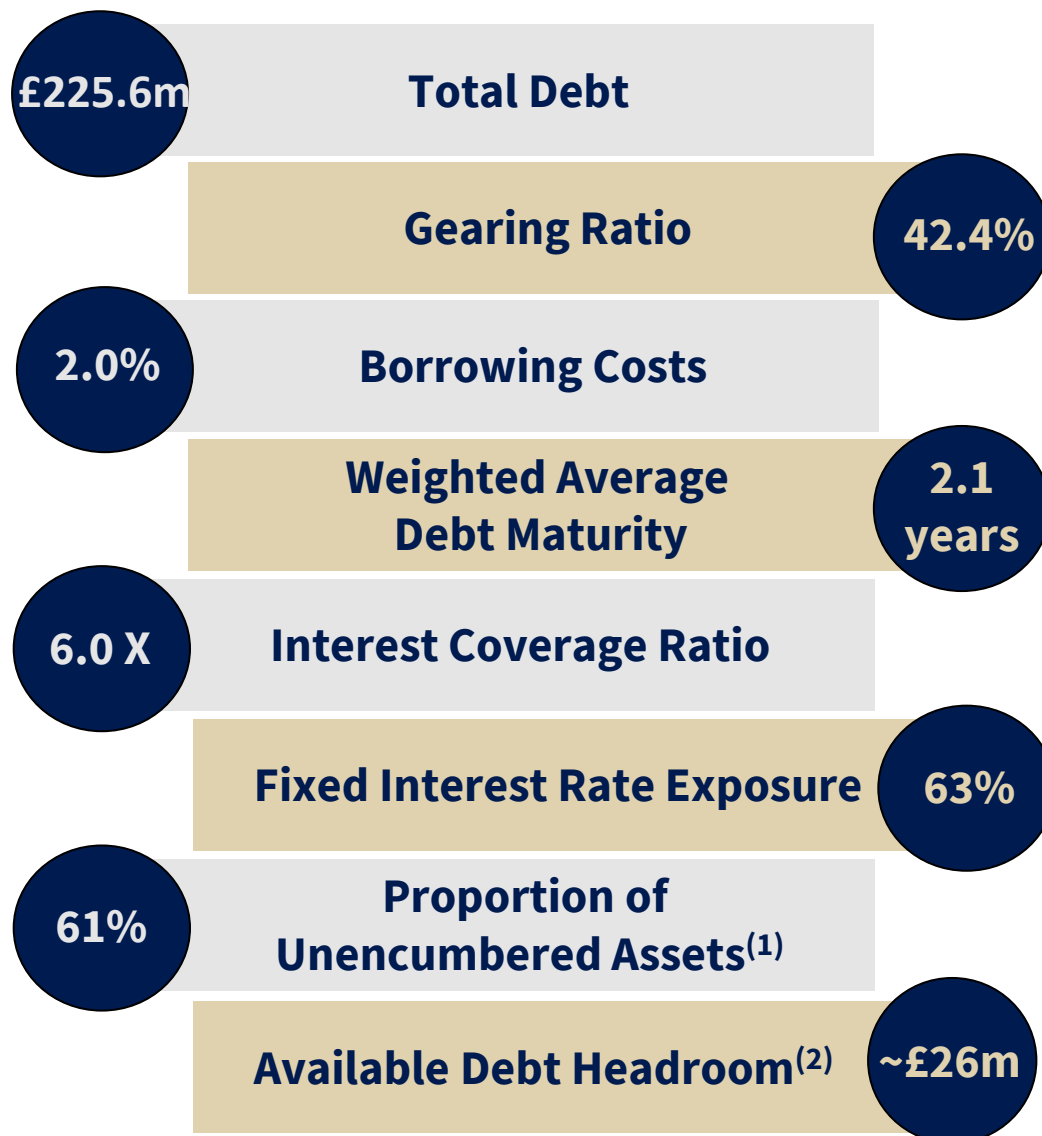 £225.6m Total Debt
Gearing Ratio 42.4%
2.0% Borrowing Costs
Weighted Average
Debt Maturity
2.1
years
6.0 X Interest Coverage Ratio
Fixed Interest Rate Exposure 63%
61%
Proportion of
Unencumbered Assets(1)
Available Debt Headroom(2) ~£26m